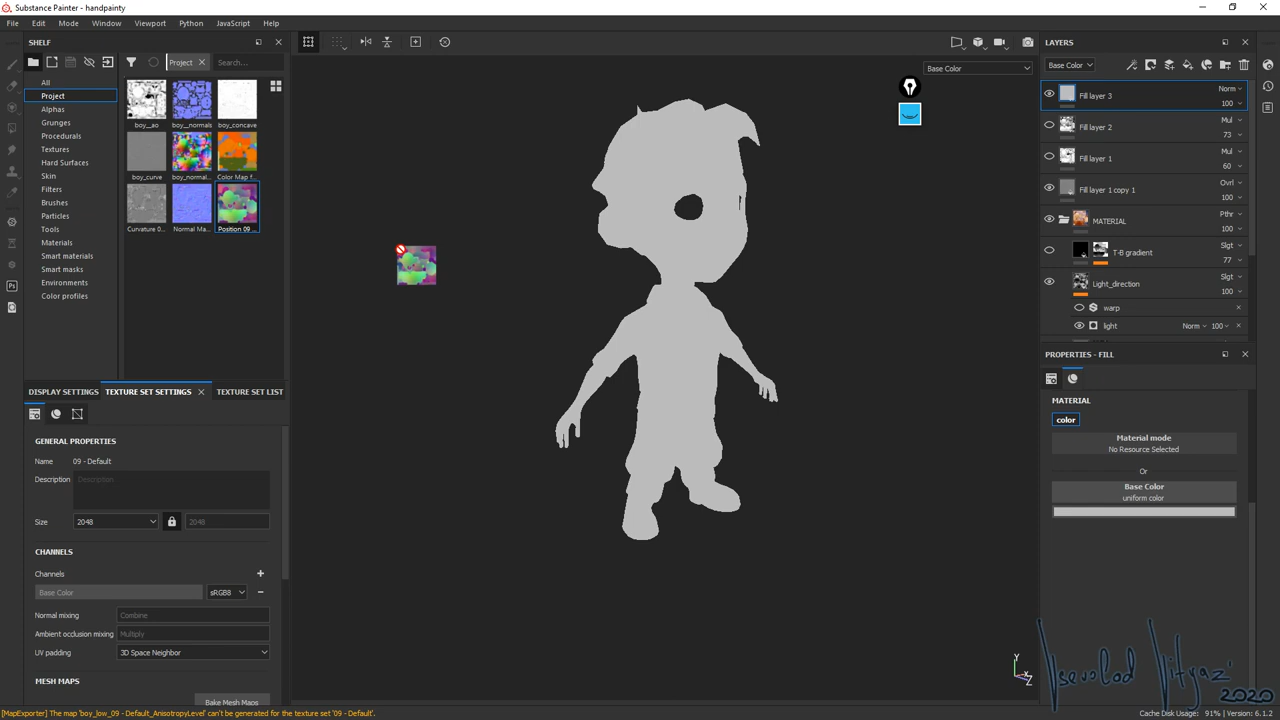 Substance Painter - handpainty
File Edit Mode Window Viewport Python JavaScript Help
SHELF
Project
Search...
All
Project
Alphas
Grunges
Procedurals
Textures
Hard Surfaces
Skin
Filters
Brushes
Particles
Tools
Materials
Smart materials
Smart masks
Environments
Color profiles
boy__ao boy__normals boy_concave
boy_curve boy_normal... Color Map f...
Curvature 0... Normal Ma... Position 09 ...
DISPLAY SETTINGS TEXTURE SET SETTINGS TEXTURE SET LIST
GENERAL PROPERTIES
Name 09 - Default
Description Description
Size 2048 2048
CHANNELS
Channels
Base Color sRGB8
Normal mixing Combine
Ambient occlusion mixing Multiply
UV padding 3D Space Neighbor
MESH MAPS
Bake Mesh Maps
[MapExporter] The map 'boy_low_09 - Default_AnisotropyLevel' can't be generated for the texture set '09 - Default'.
Base Color
Y
X
Z
LAYERS
Base Color
Fill layer 3 Norm 100
Fill layer 2 Mul 73
Fill layer 1 Mul 60
Fill layer 1 copy 1 Ovrl 100
MATERIAL Pthr 100
T-B gradient Slgt 77
Light_direction Slgt 100
warp
light Norm 100
PROPERTIES - FILL
MATERIAL
color
Material mode
No Resource Selected
Or
Base Color
uniform color
Vsevolod Vityaz'
2020
Cache Disk Usage: 91% | Version: 6.1.2
Ps